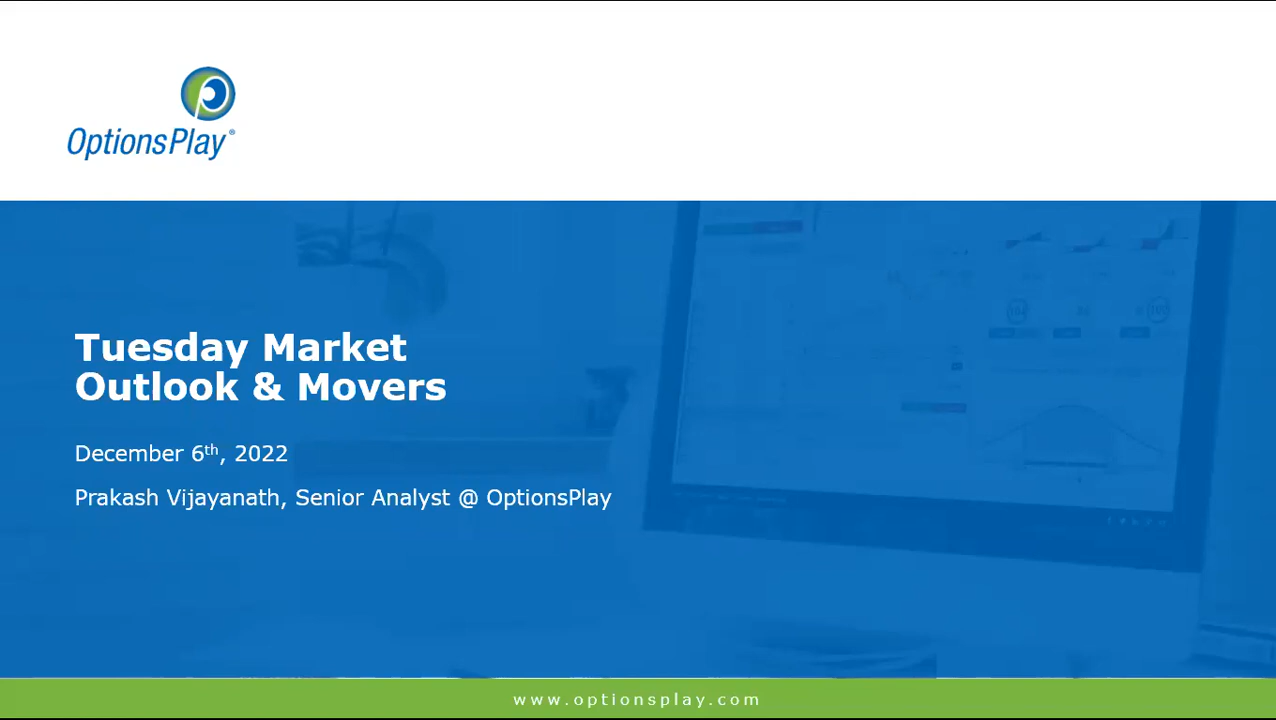 OptionsPlay®
Tuesday Market
Outlook & Movers
December 6th, 2022
Prakash Vijayanath, Senior Analyst @ OptionsPlay
www.optionsplay.com